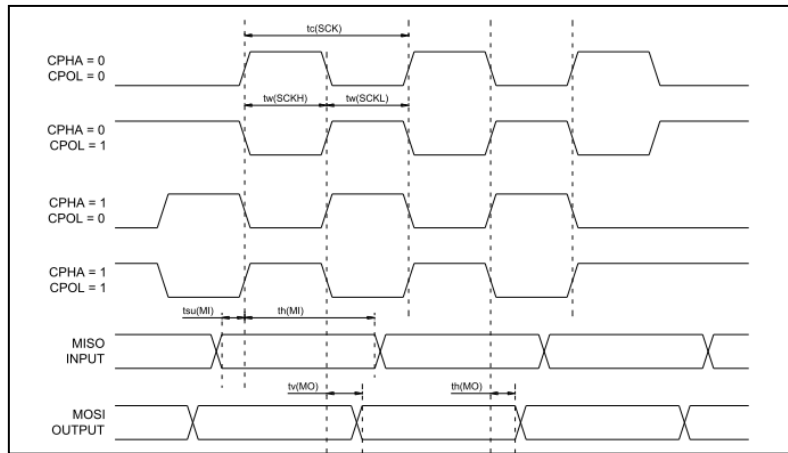 tc(SCK)
CPHA = 0
CPOL = 0
tw(SCKH)
tw(SCKL)
CPHA = 0
CPOL = 1
CPHA = 1
CPOL = 0
CPHA = 1
CPOL = 1
tsu(MI)
th(MI)
MISO
INPUT
tv(MO)
th(MO)
MOSI
OUTPUT